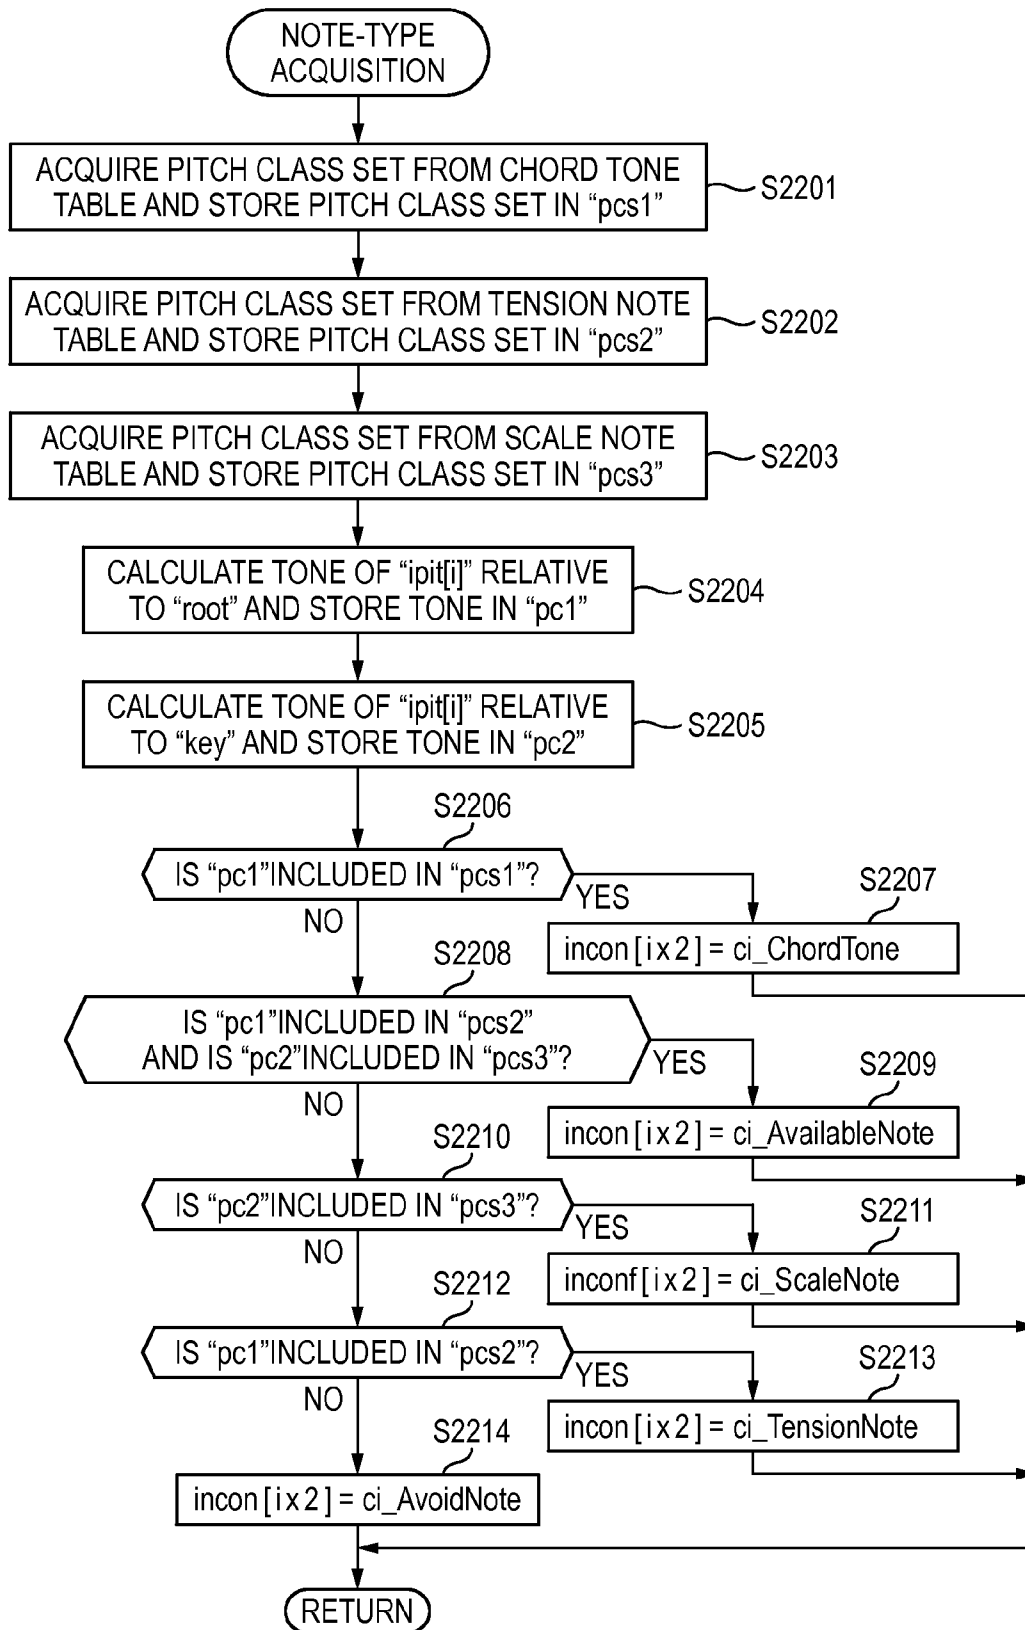 NOTE-TYPE
ACQUISITION
ACQUIRE PITCH CLASS SET FROM CHORD TONE
TABLE AND STORE PITCH CLASS SET IN “pcs1”
S2201
ACQUIRE PITCH CLASS SET FROM TENSION NOTE
TABLE AND STORE PITCH CLASS SET IN “pcs2”
S2202
ACQUIRE PITCH CLASS SET FROM SCALE NOTE
TABLE AND STORE PITCH CLASS SET IN “pcs3”
S2203
CALCULATE TONE OF “ipit[i]” RELATIVE
TO “root” AND STORE TONE IN “pc1”
S2204
CALCULATE TONE OF “ipit[i]” RELATIVE
TO “key” AND STORE TONE IN “pc2”
S2205
S2206
IS “pc1”INCLUDED IN “pcs1”?
YES
NO
S2207
incon[ix2] = ci_ChordTone
S2208
IS “pc1”INCLUDED IN “pcs2”
AND IS “pc2”INCLUDED IN “pcs3”?
YES
NO
S2209
incon[ix2] = ci_AvailableNote
S2210
IS “pc2”INCLUDED IN “pcs3”?
YES
NO
S2211
inconf[ix2] = ci_ScaleNote
S2212
IS “pc1”INCLUDED IN “pcs2”?
YES
NO
S2213
incon[ix2] = ci_TensionNote
S2214
incon[ix2] = ci_AvoidNote
RETURN